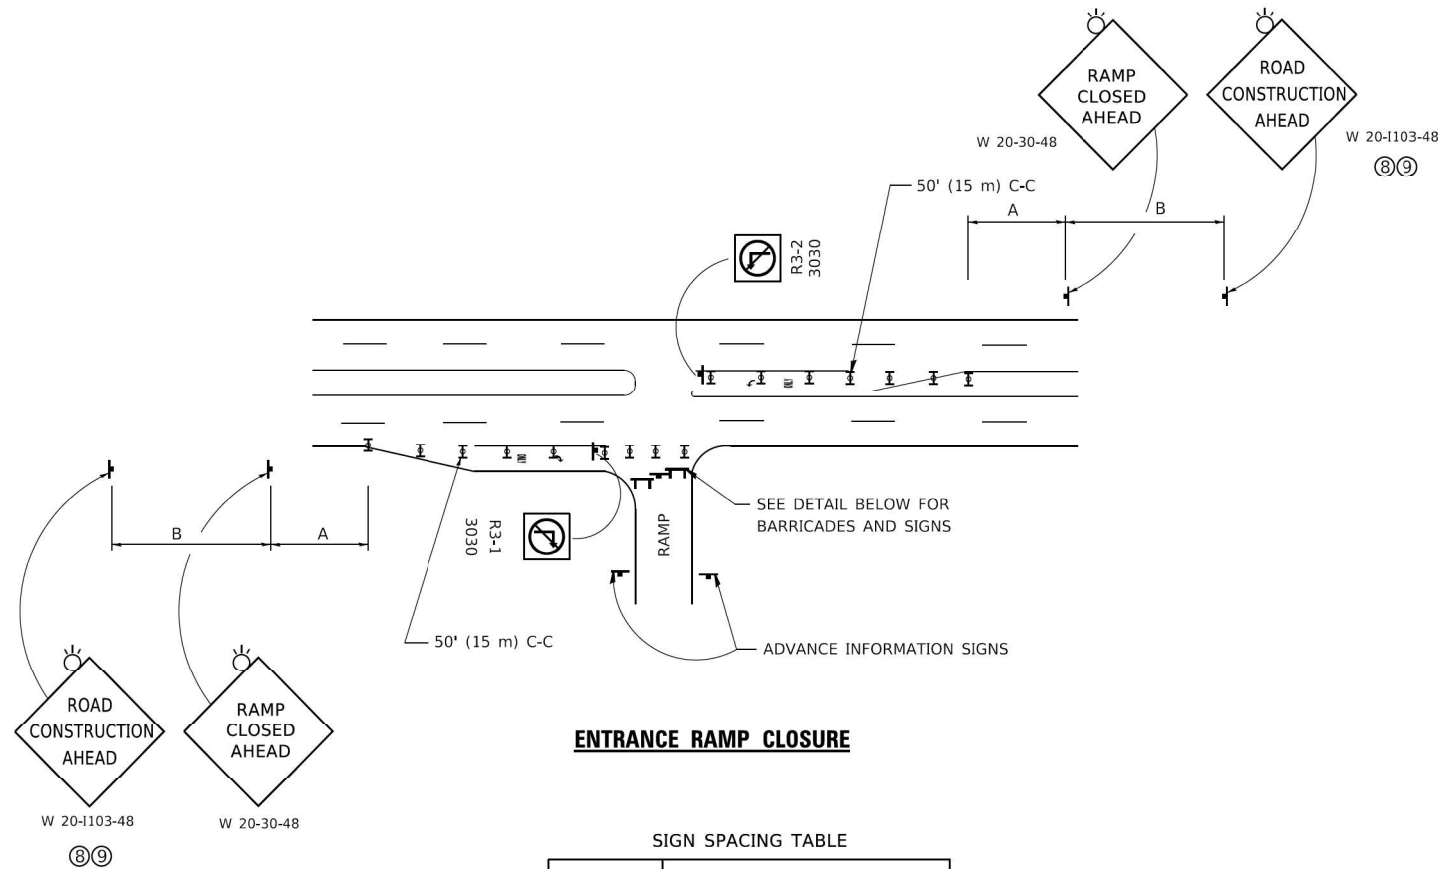 RAMP
CLOSED
AHEAD
W 20-30-48
ROAD
CONSTRUCTION
AHEAD
W 20-I103-48
⑧⑨
50' (15 m) C-C
A
B
R3-2
3030
SEE DETAIL BELOW FOR
BARRICADES AND SIGNS
RAMP
R3-1
3030
B
A
50' (15 m) C-C
ADVANCE INFORMATION SIGNS
ROAD
CONSTRUCTION
AHEAD
W 20-I103-48
⑧⑨
RAMP
CLOSED
AHEAD
W 20-30-48
ENTRANCE RAMP CLOSURE
SIGN SPACING TABLE